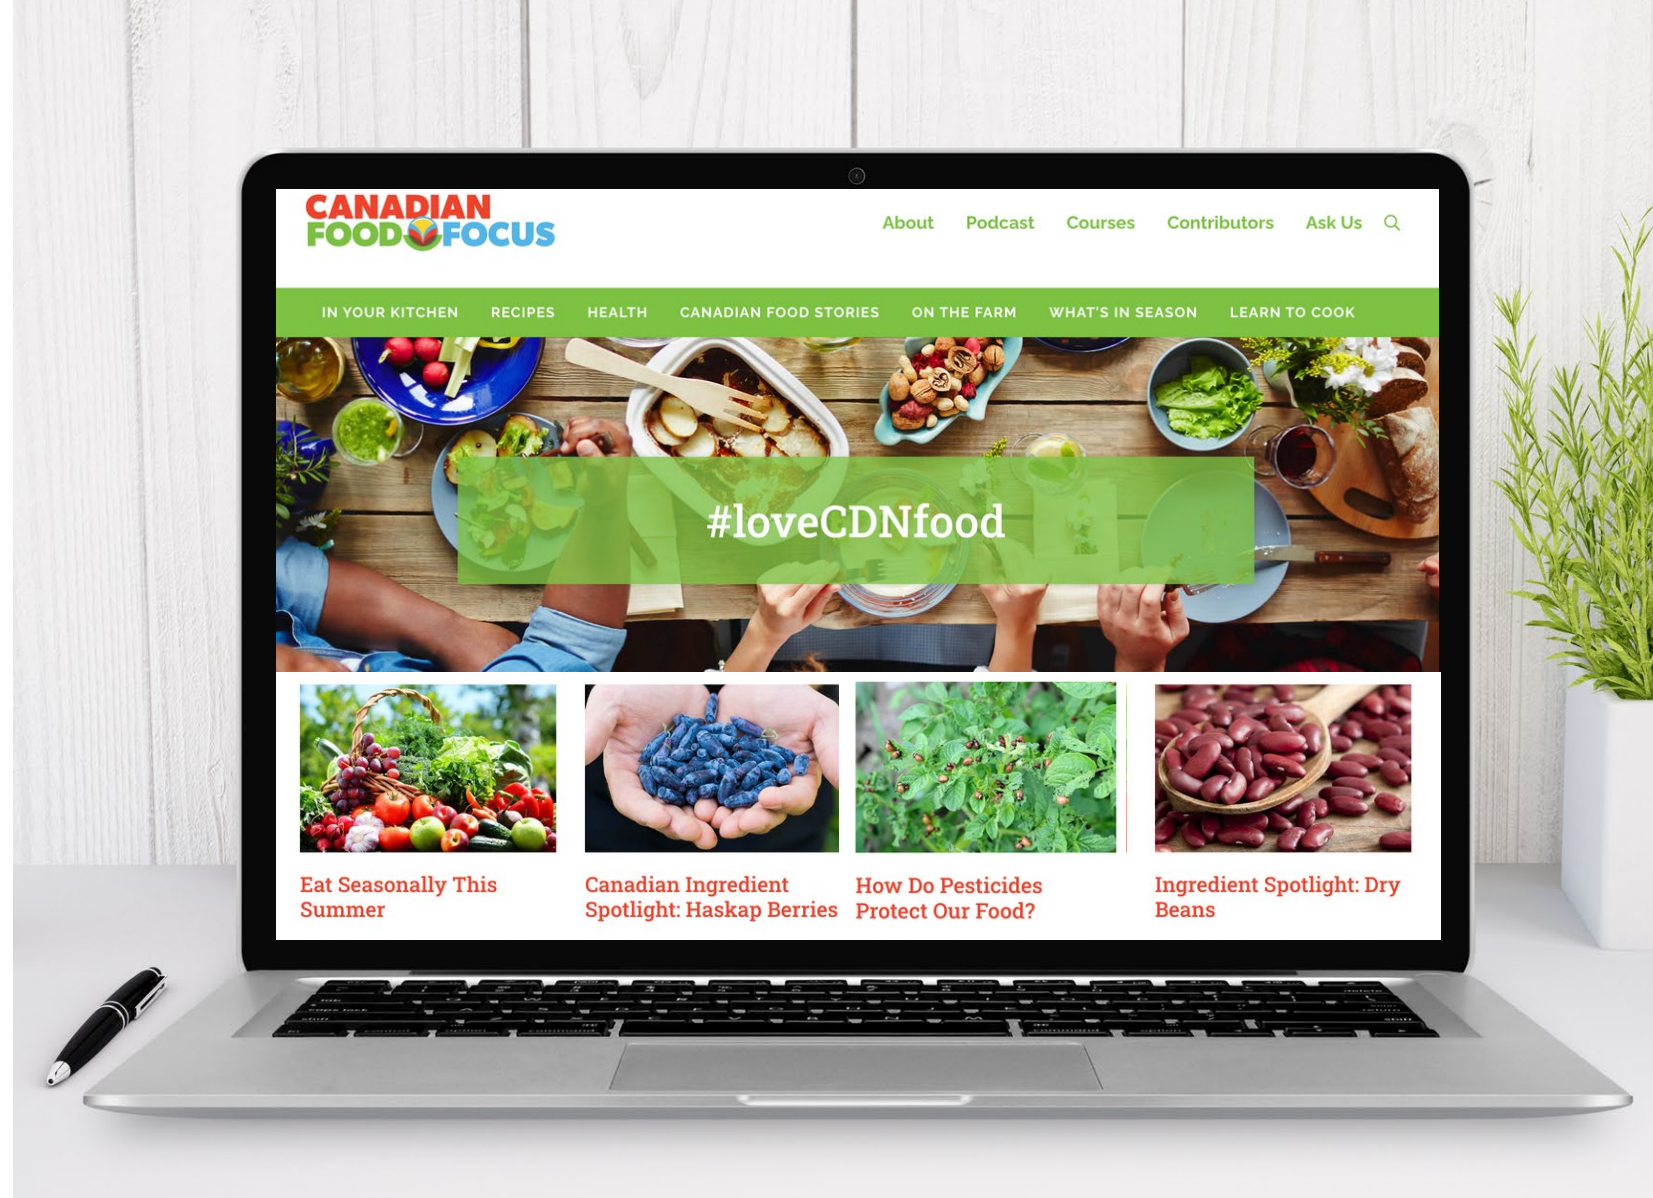 CANADIAN
FOOD FOCUS
About Podcast Courses Contributors Ask Us
IN YOUR KITCHEN RECIPES HEALTH CANADIAN FOOD STORIES ON THE FARM WHAT'S IN SEASON LEARN TO COOK
#loveCDNfood
Eat Seasonally This
Summer
Canadian Ingredient
Spotlight: Haskap Berries
How Do Pesticides
Protect Our Food?
Ingredient Spotlight: Dry
Beans